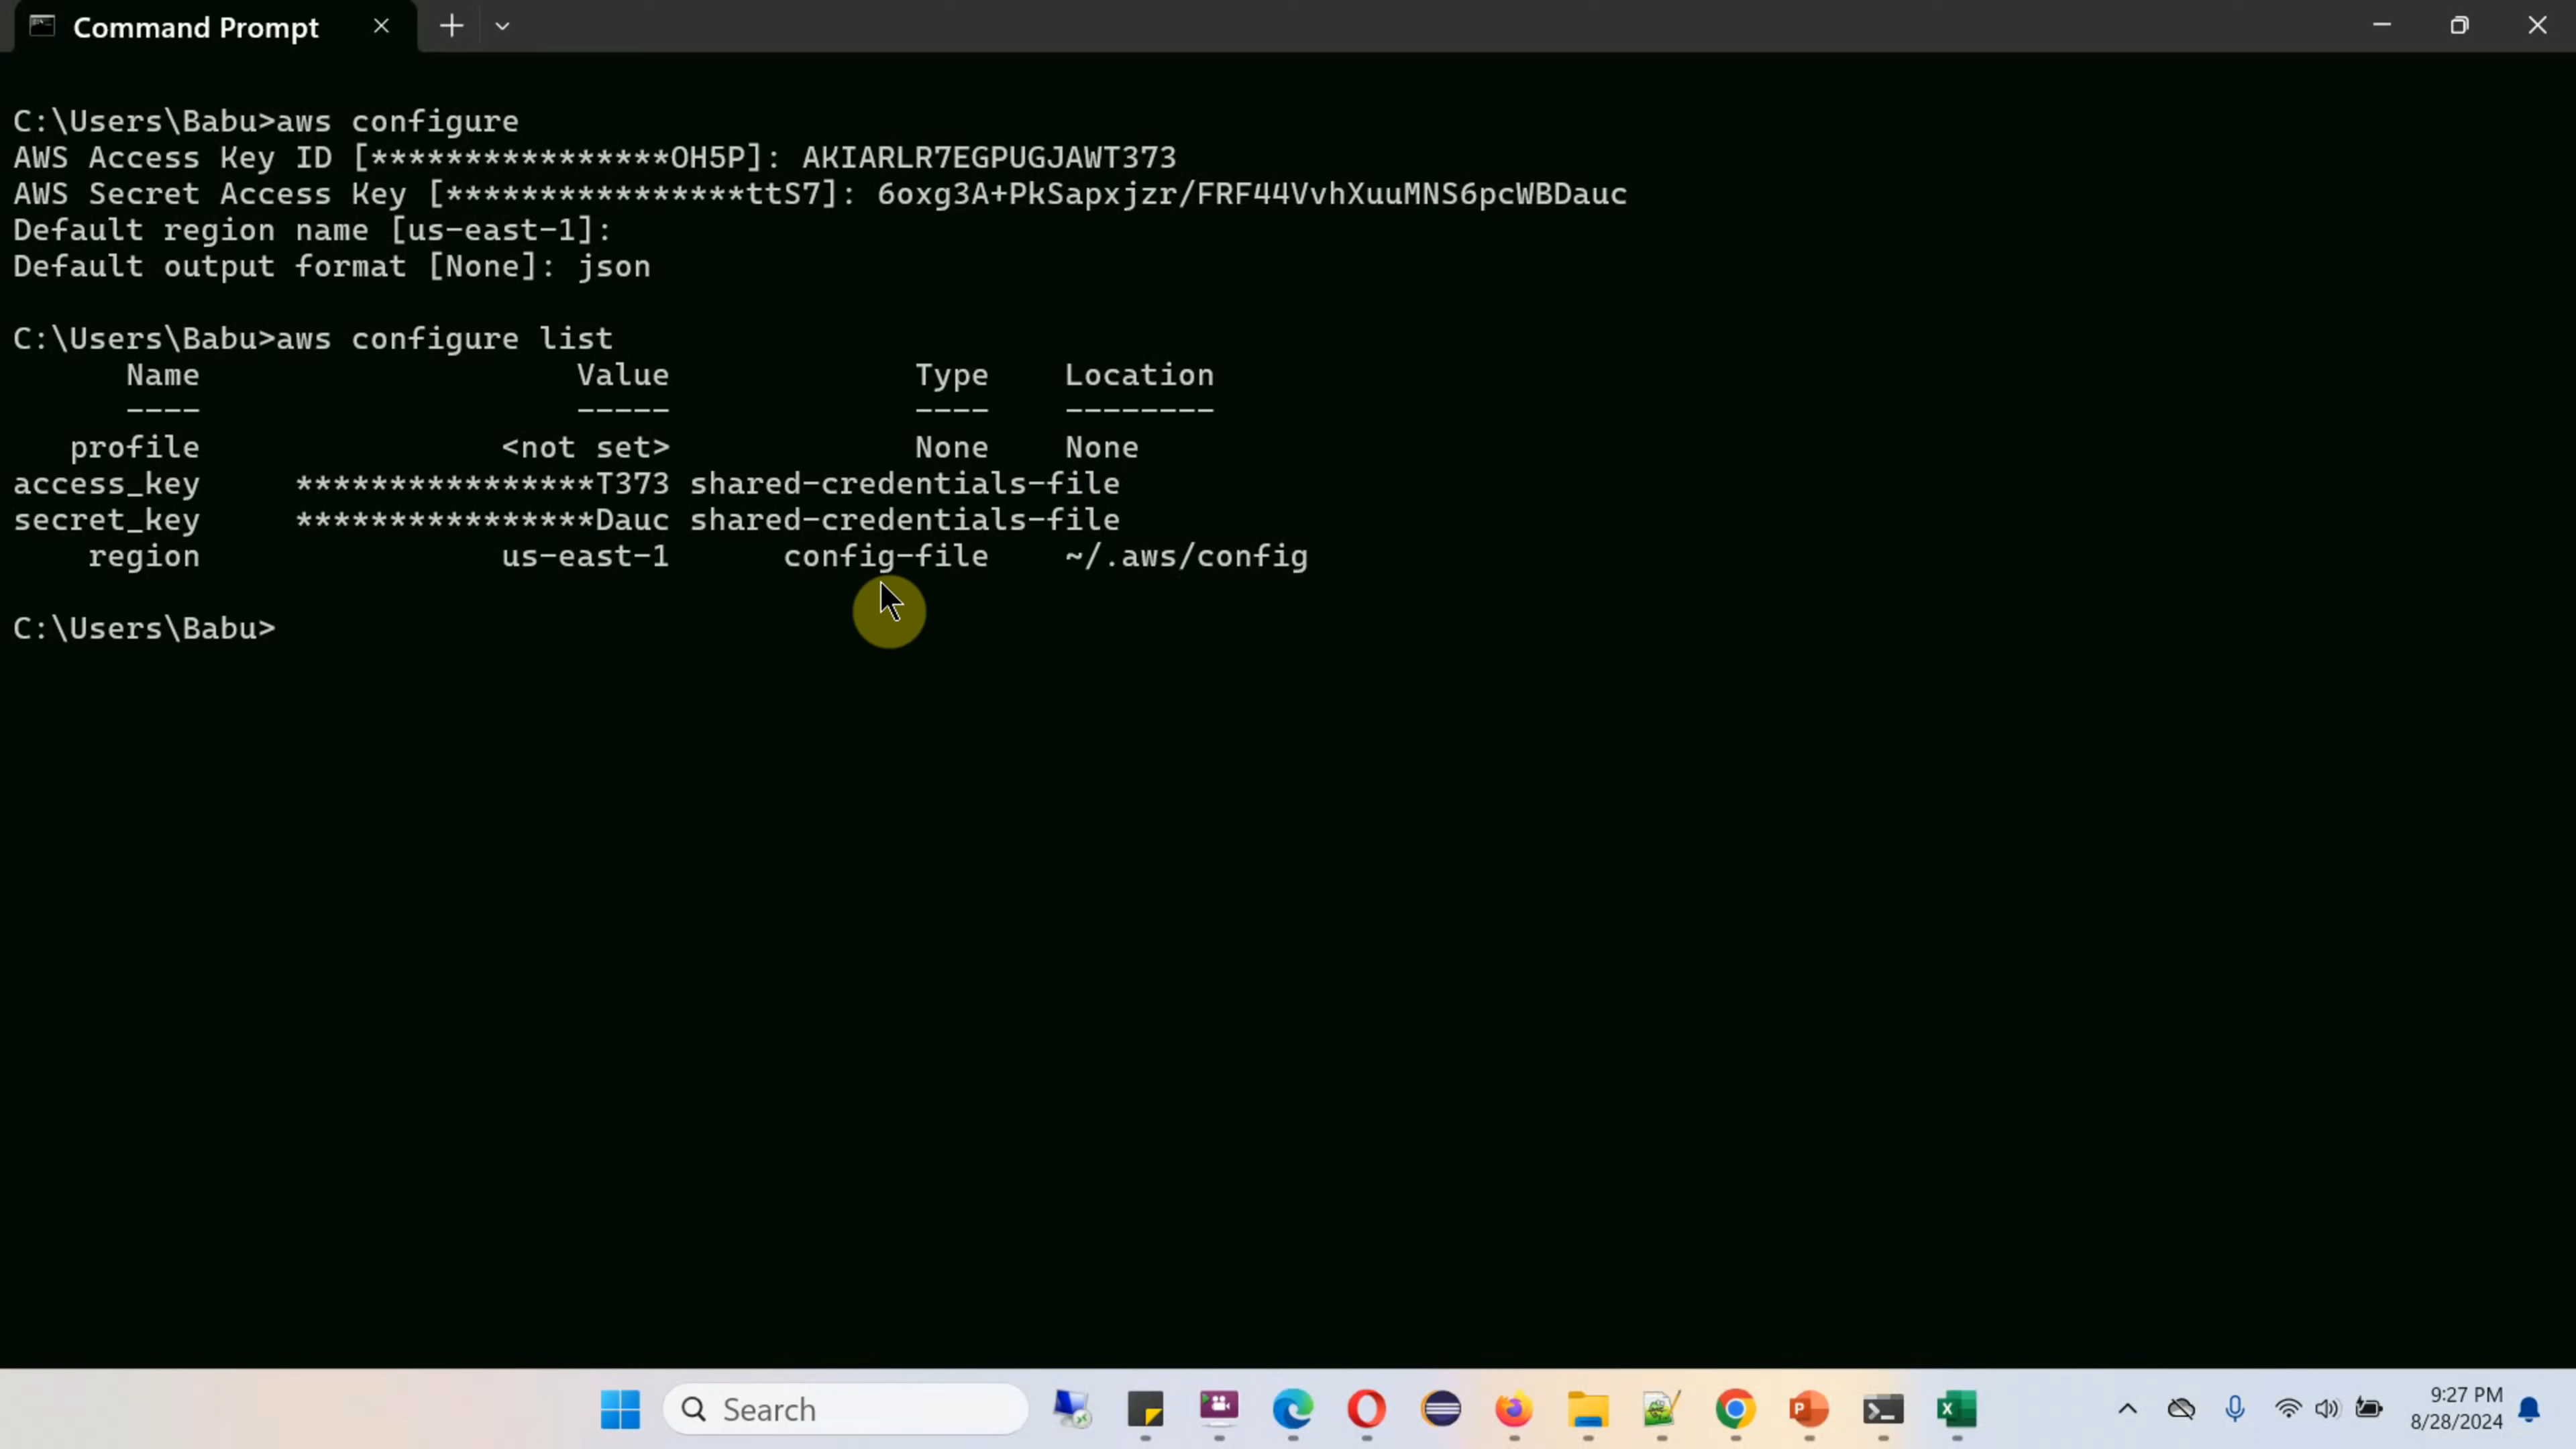 Command Prompt
C:\Users\Babu>aws configure
AWS Access Key ID [****************OH5P]: AKIARLR7EGPUGJAWT373
AWS Secret Access Key [****************ttS7]: 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
Default region name [us-east-1]:
Default output format [None]: json
C:\Users\Babu>aws configure list
Name Value Type Location
---- ----- ---- --------
profile <not set> None None
access_key ****************T373 shared-credentials-file
secret_key ****************Dauc shared-credentials-file
region us-east-1 config-file ~/.aws/config
C:\Users\Babu>
Search
9:27 PM
8/28/2024